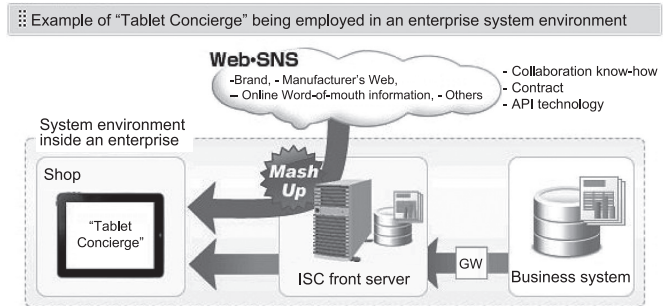 Example of “Tablet Concierge” being employed in an enterprise system environment
Web•SNS
-Brand, - Manufacturer's Web,
– Online Word-of-mouth information, - Others
- Collaboration know-how
- Contract
- API technology
System environment
inside an enterprise
Shop
“Tablet
Concierge”
Mash
Up
ISC front server
GW
Business system